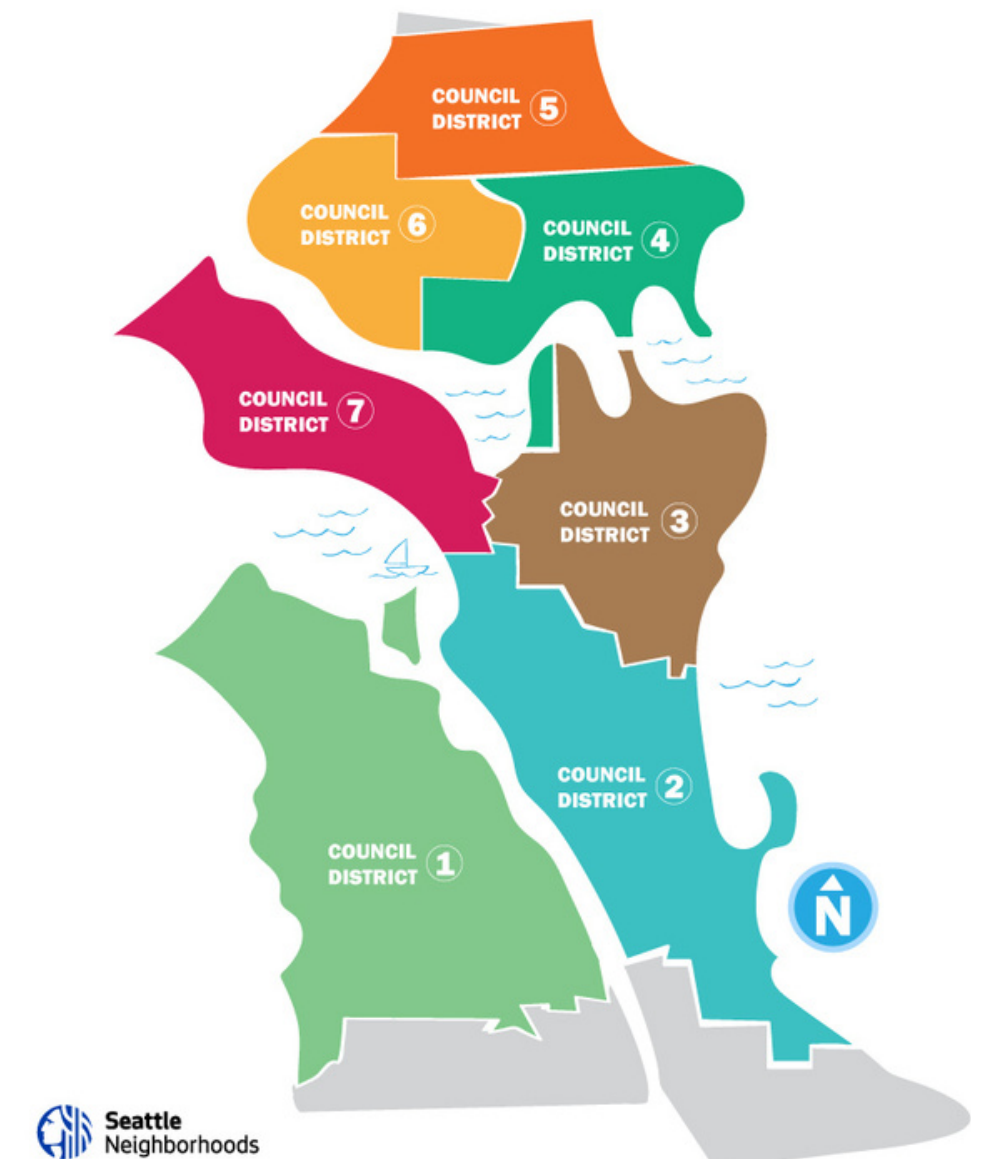 COUNCIL
DISTRICT 5
COUNCIL
DISTRICT 6
COUNCIL
DISTRICT 4
COUNCIL
DISTRICT 7
COUNCIL
DISTRICT 3
COUNCIL
DISTRICT 2
COUNCIL
DISTRICT 1
N
Seattle
Neighborhoods